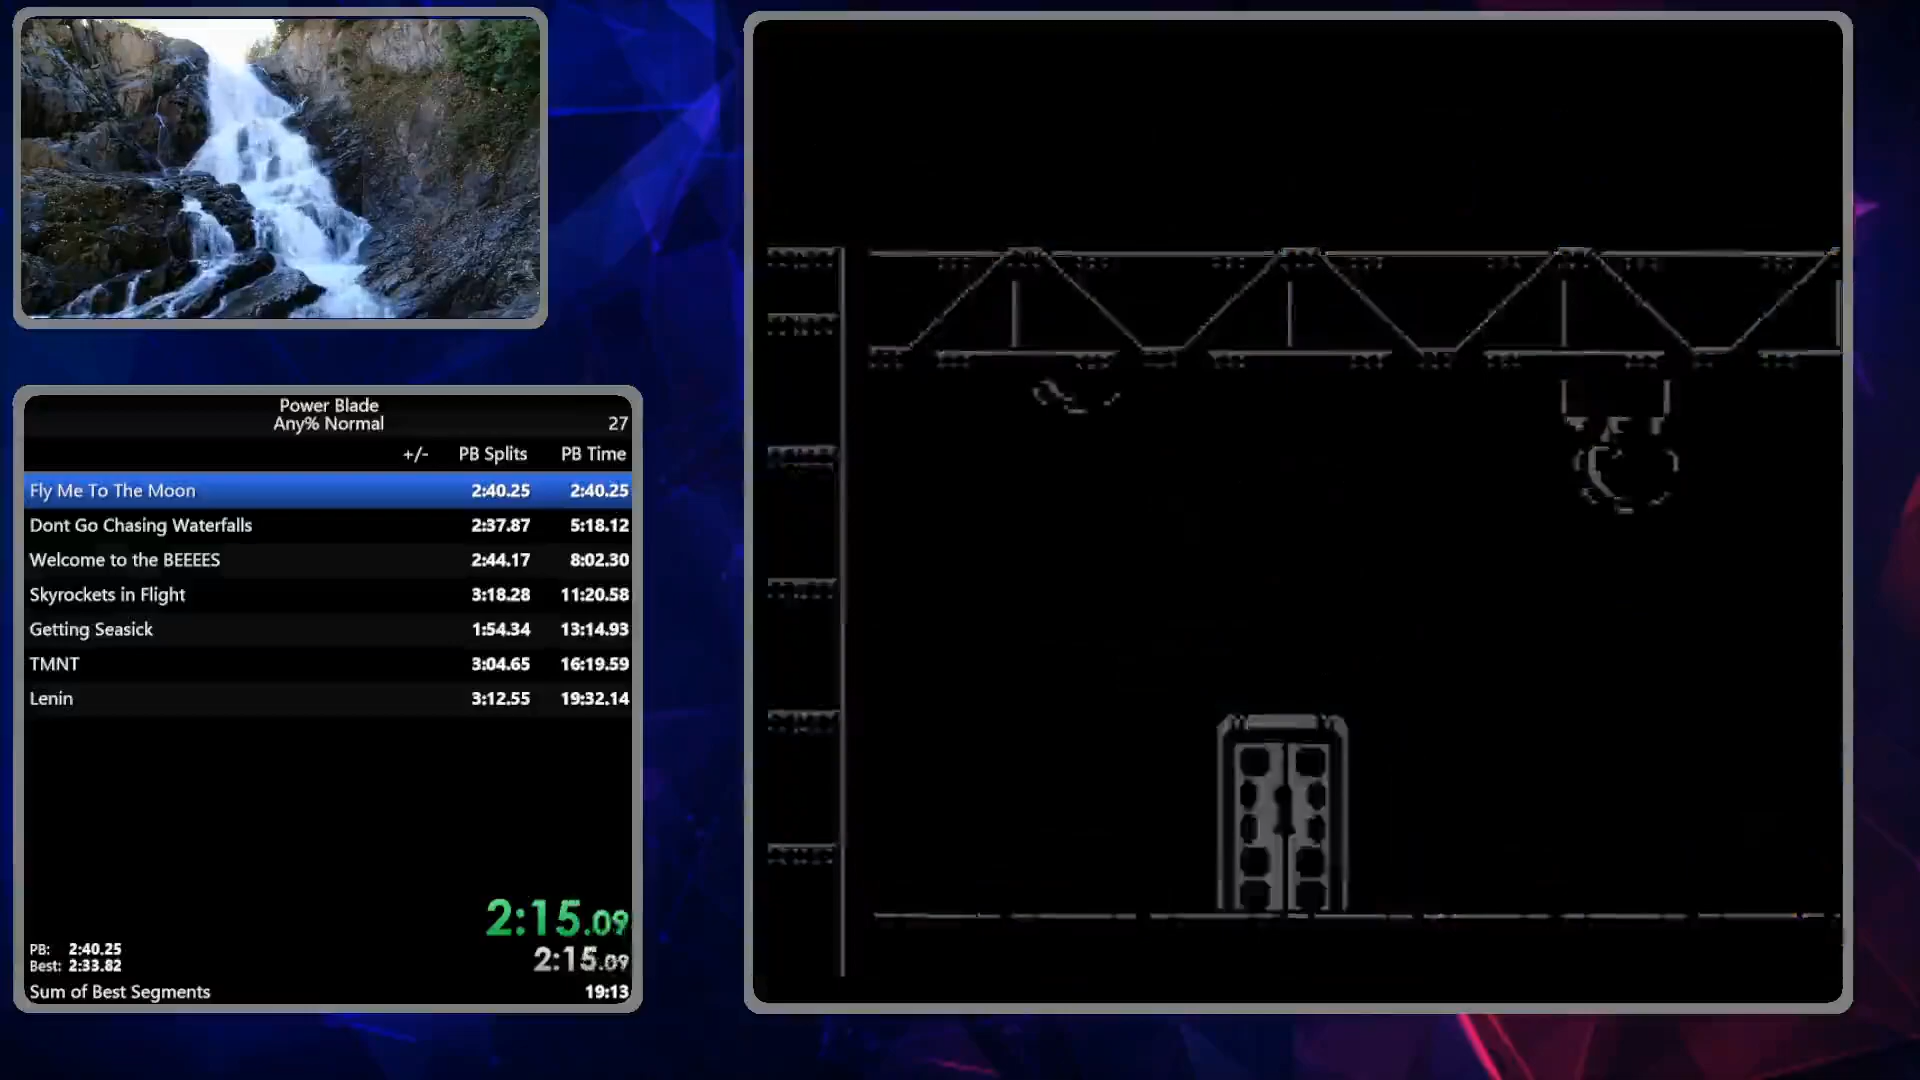 Power Blade
Any% Normal 27
+/- PB Splits PB Time
Fly Me To The Moon 2:40.25 2:40.25
Dont Go Chasing Waterfalls 2:37.87 5:18.12
Welcome to the BEEEES 2:44.17 8:02.30
Skyrockets in Flight 3:18.28 11:20.58
Getting Seasick 1:54.34 13:14.93
TMNT 3:04.65 16:19.59
Lenin 3:12.55 19:32.14
2:15.09
PB: 2:40.25
Best: 2:33.82
2:15.09
Sum of Best Segments 19:13